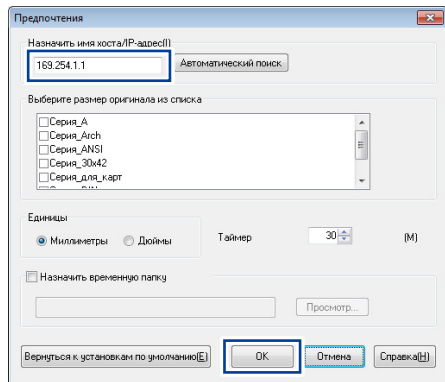 Предпочтения
Назначить имя хоста/IP-адрес(I)
169.254.1.1
Автоматический поиск
Выберите размер оригинала из списка
Серия_A
Серия_Arch
Серия_ANSI
Серия_30x42
Серия_для_карт
Единицы
Миллиметры
Дюймы
Таймер
30
(M)
Назначить временную папку
Просмотр...
Вернуться к установкам по умолчанию(E)
OK
Отмена
Справка(H)